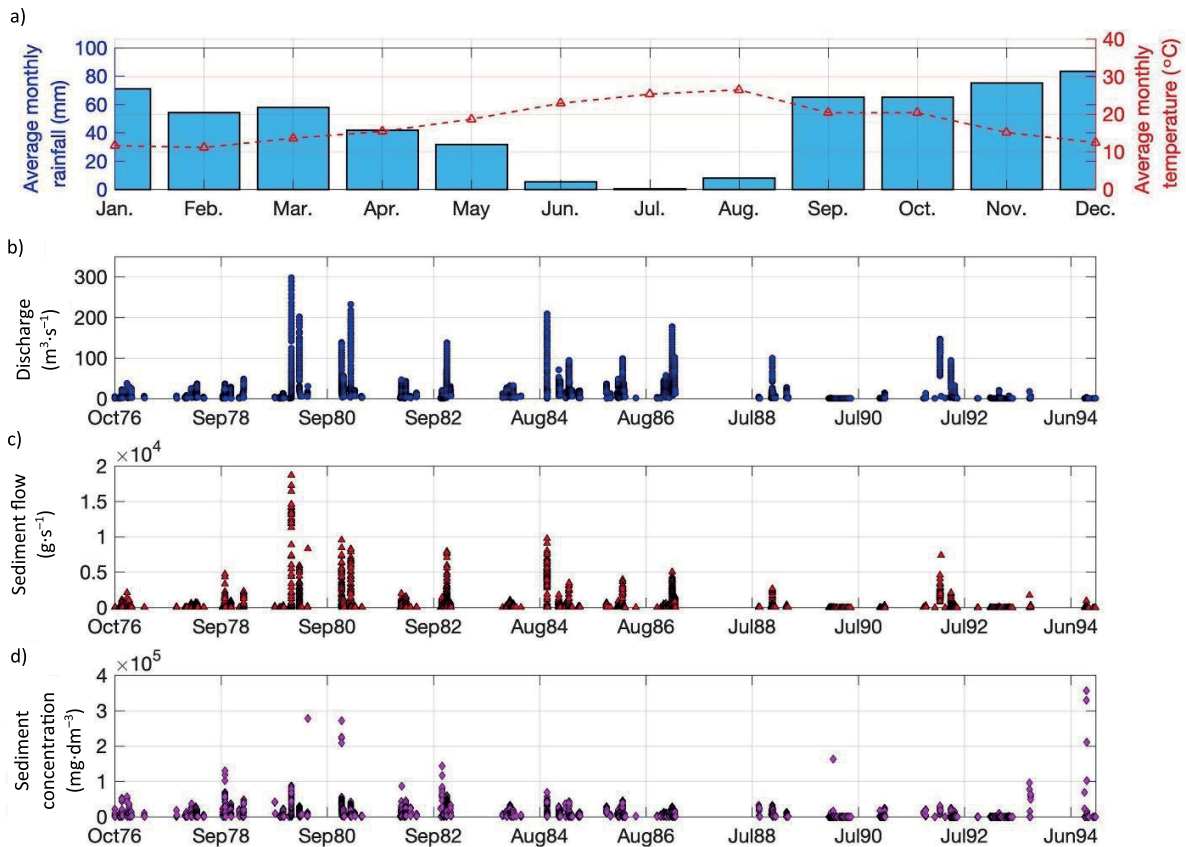 a)
Average monthly
rainfall (mm)
100
80
60
40
20
0
40
30
20
10
0
Average monthly
temperature (°C)
Jan. Feb. Mar. Apr. May Jun. Jul. Aug. Sep. Oct. Nov. Dec.
b)
Discharge
(m³·s⁻¹)
300
200
100
0
Oct76 Sep78 Sep80 Sep82 Aug84 Aug86 Jul88 Jul90 Jul92 Jun94
c)
×10⁴
Sediment flow
(g·s⁻¹)
2
1.5
1
0.5
0
Oct76 Sep78 Sep80 Sep82 Aug84 Aug86 Jul88 Jul90 Jul92 Jun94
d)
×10⁵
Sediment
concentration
(mg·dm⁻³)
4
3
2
1
0
Oct76 Sep78 Sep80 Sep82 Aug84 Aug86 Jul88 Jul90 Jul92 Jun94